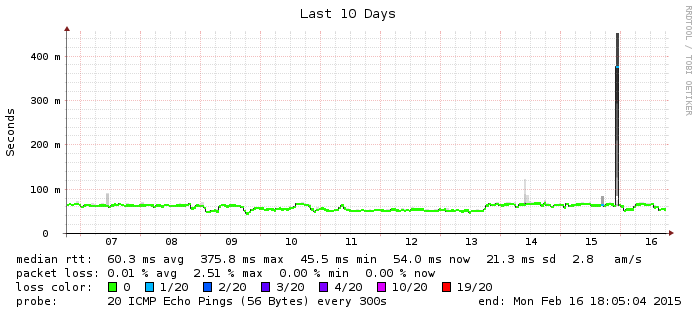 Last 10 Days
RRDTOOL / TOBI OETIKER
Seconds
400 m
300 m
200 m
100 m
0
07 08 09 10 11 12 13 14 15 16
median rtt: 60.3 ms avg 375.8 ms max 45.5 ms min 54.0 ms now 21.3 ms sd 2.8 am/s
packet loss: 0.01 % avg 2.51 % max 0.00 % min 0.00 % now
loss color: 0 1/20 2/20 3/20 4/20 10/20 19/20
probe: 20 ICMP Echo Pings (56 Bytes) every 300s end: Mon Feb 16 18:05:04 2015